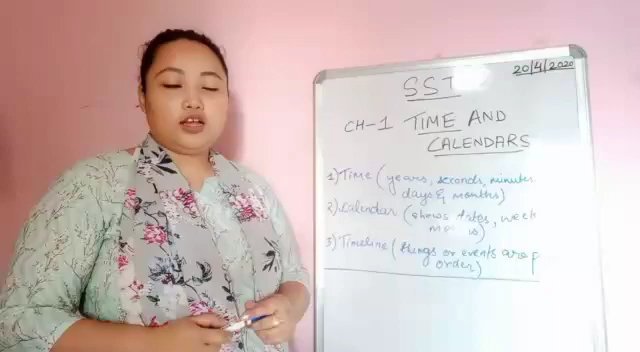 20/4/2020
SST
CH-1 TIME AND
CALENDARS
1) Time (years, seconds, minutes
days & months)
2) Calendar (shows dates, week
3) Timeline (things or events are
order)